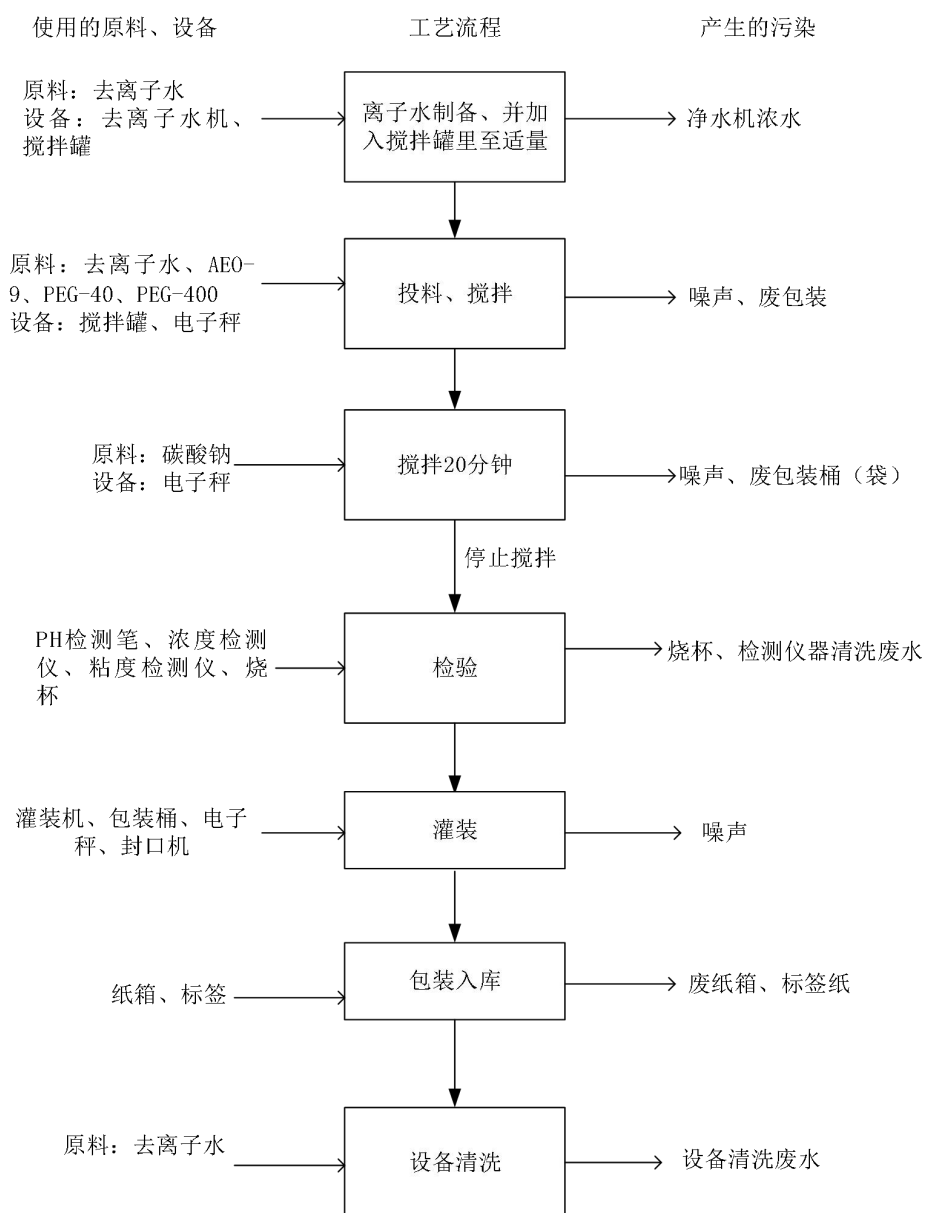 使用的原料、设备
工艺流程
产生的污染
原料：去离子水
设备：去离子水机、
搅拌罐
离子水制备、并加
入搅拌罐里至适量
净水机浓水
原料：去离子水、AEO-
9、PEG-40、PEG-400
设备：搅拌罐、电子秤
投料、搅拌
噪声、废包装
原料：碳酸钠
设备：电子秤
搅拌20分钟
噪声、废包装桶（袋）
停止搅拌
PH检测笔、浓度检测
仪、粘度检测仪、烧
杯
检验
烧杯、检测仪器清洗废水
灌装机、包装桶、电子
秤、封口机
灌装
噪声
纸箱、标签
包装入库
废纸箱、标签纸
原料：去离子水
设备清洗
设备清洗废水